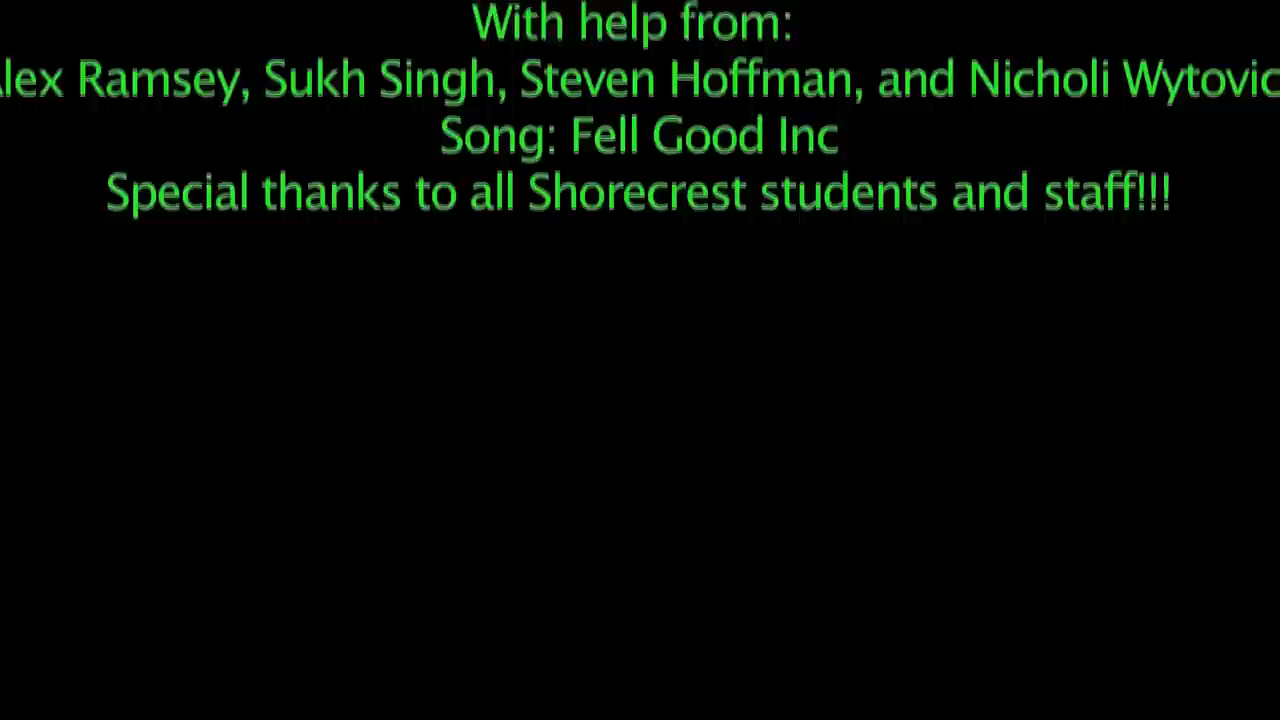 With help from:
lex Ramsey, Sukh Singh, Steven Hoffman, and Nicholi Wytovic
Song: Fell Good Inc
Special thanks to all Shorecrest students and staff!!!